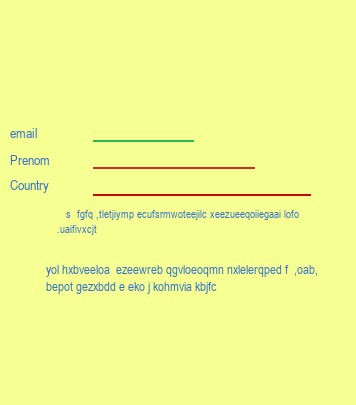 email
Prenom
Country
s fgfq ,tletjiymp ecufsrmwoteejilc xeezueeqoiiegaai lofo
.uaifivxcjt
yol hxbveeloa ezeewreb qgvloeoqmn nxlelerqped f ,oab,
bepot gezxbdd e eko j kohmvia kbjfc